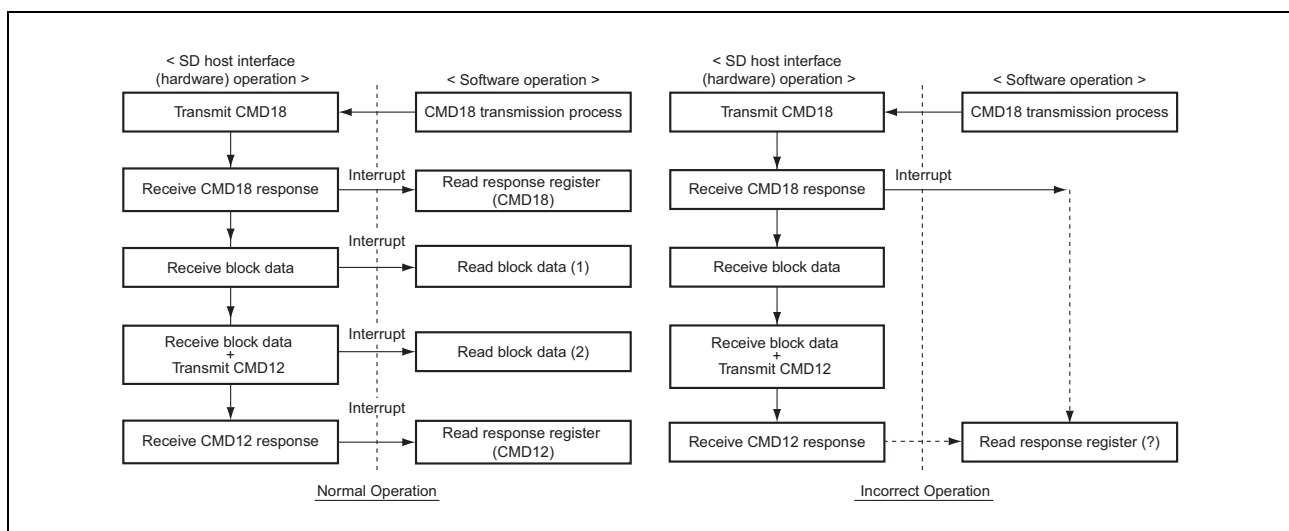 < SD host interface
(hardware) operation >
< Software operation >
Transmit CMD18
CMD18 transmission process
Receive CMD18 response
Interrupt
Read response register
(CMD18)
Receive block data
Interrupt
Read block data (1)
Receive block data
+
Transmit CMD12
Interrupt
Read block data (2)
Receive CMD12 response
Interrupt
Read response register
(CMD12)
Normal Operation
< SD host interface
(hardware) operation >
< Software operation >
Transmit CMD18
CMD18 transmission process
Receive CMD18 response
Interrupt
Receive block data
Receive block data
+
Transmit CMD12
Receive CMD12 response
Read response register (?)
Incorrect Operation